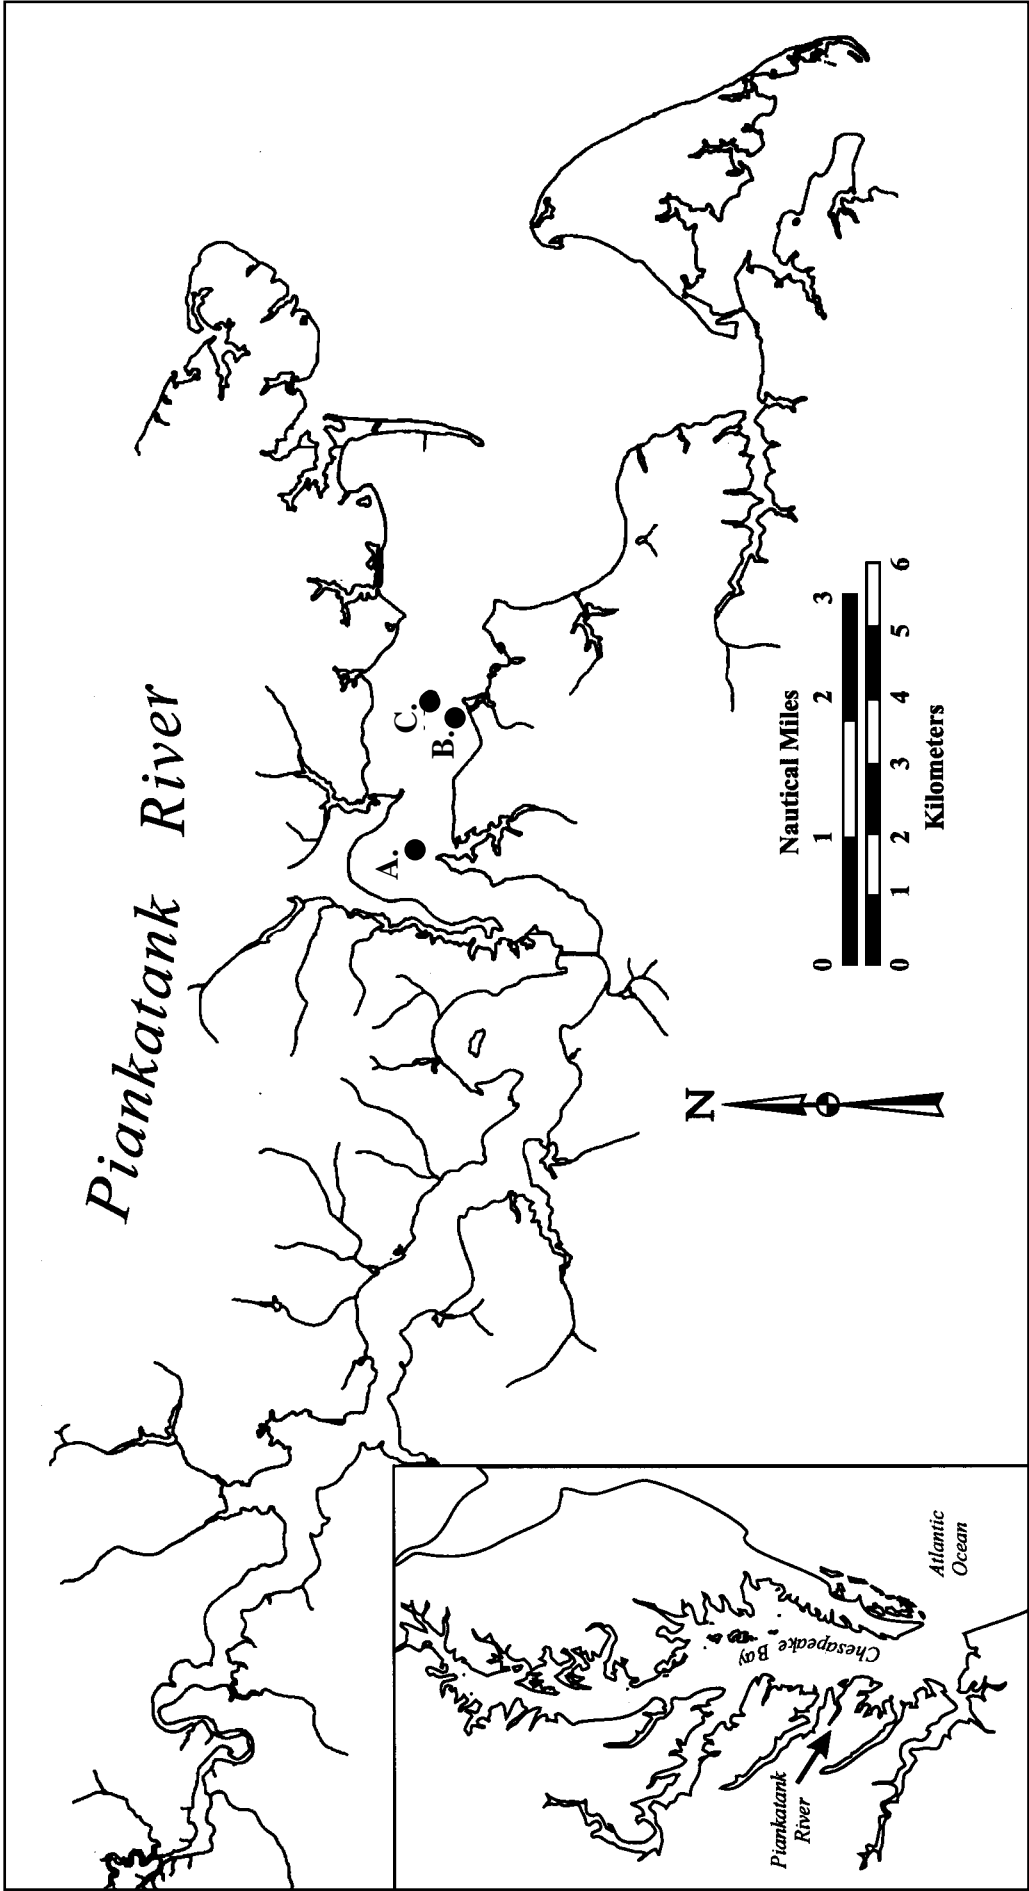 Piankatank River
A.
B.
C.
N
Nautical Miles
0 1 2 3
0 1 2 3 4 5 6
Kilometers
Chesapeake Bay
Piankatank
River
Atlantic
Ocean